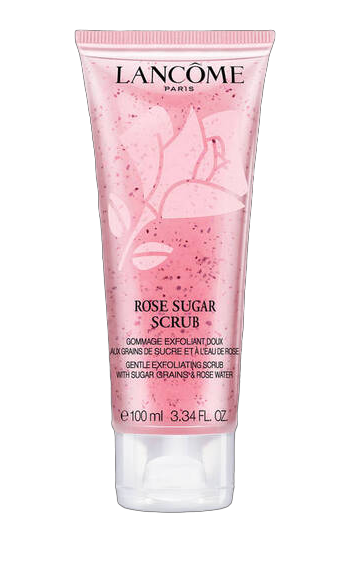 LANCÔME
PARIS
ROSE SUGAR
SCRUB
GOMMAGE EXFOLIANT DOUX
AUX GRAINS DE SUCRE ET À L'EAU DE ROSE
GENTLE EXFOLIATING SCRUB
WITH SUGAR GRAINS & ROSE WATER
e 100 ml 3.34 FL. OZ.